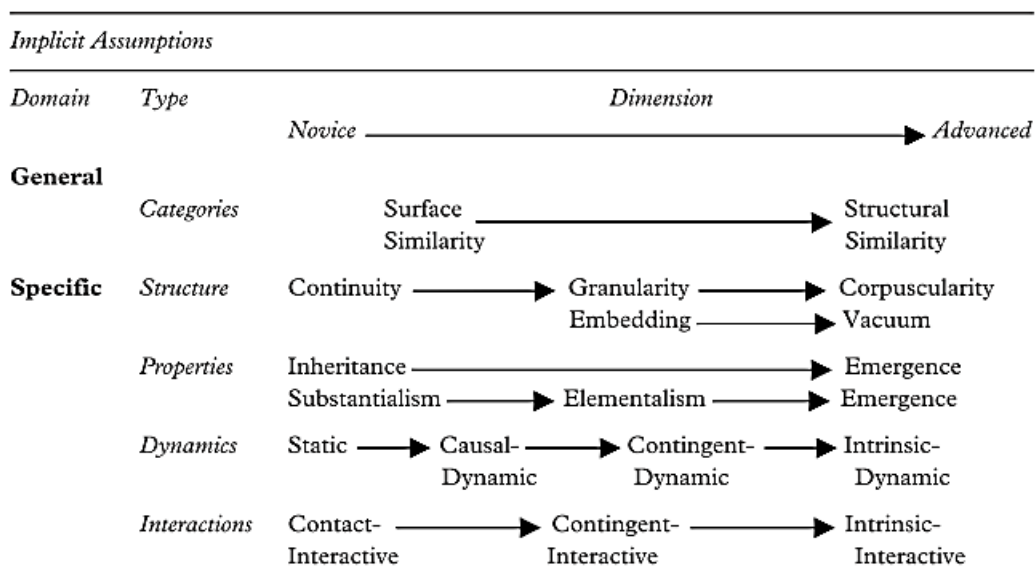 Implicit Assumptions
Domain Type Dimension
Novice Advanced
General
Categories Surface Structural
Similarity Similarity
Specific Structure Continuity Granularity Corpuscularity
Embedding Vacuum
Properties Inheritance Emergence
Substantialism Elementalism Emergence
Dynamics Static Causal- Contingent- Intrinsic-
Dynamic Dynamic Dynamic
Interactions Contact- Contingent- Intrinsic-
Interactive Interactive Interactive